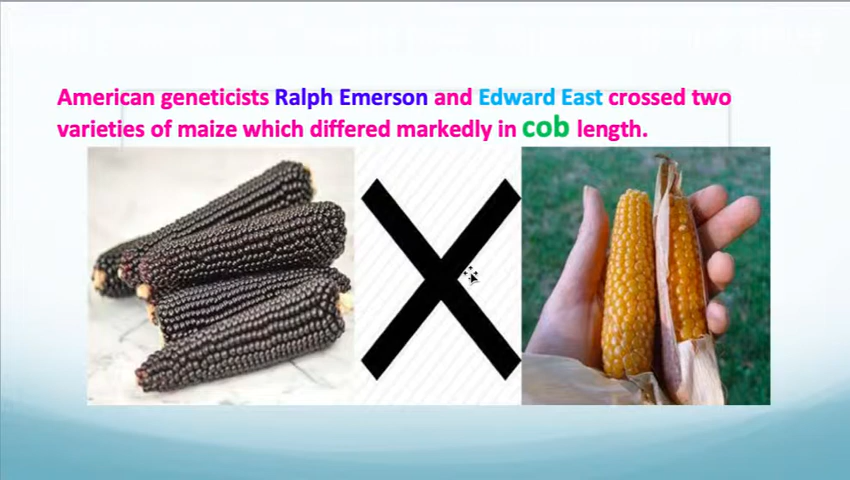 American geneticists Ralph Emerson and Edward East crossed two
varieties of maize which differed markedly in cob length.